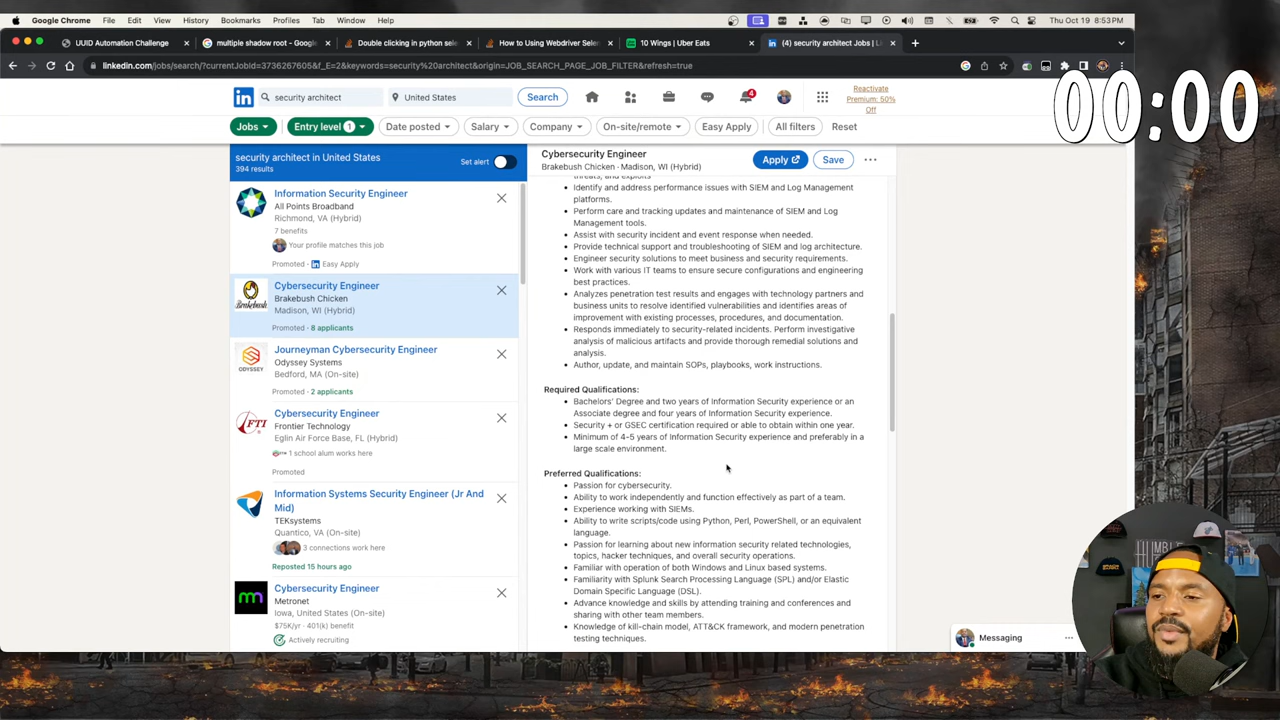 Google Chrome File Edit View History Bookmarks Profiles Tab Window Help Thu Oct 19 8:53PM
UUID Automation Challenge
multiple shadow root - Google
Double clicking in python sele
How to Using Webdriver Selen
10 Wings | Uber Eats
(4) security architect Jobs | Li
linkedin.com/jobs/search/?currentJobId=3736267605&f_E=2&keywords=security%20architect&origin=JOB_SEARCH_PAGE_JOB_FILTER&refresh=true
00:00
in security architect United States Search 4
Reactivate
Premium: 50%
Off
Jobs Entry level 1 Date posted Salary Company On-site/remote Easy Apply All filters Reset
security architect in United States
394 results
Set alert
Information Security Engineer
All Points Broadband
Richmond, VA (Hybrid)
7 benefits
Your profile matches this job
Promoted · in Easy Apply
Cybersecurity Engineer
Brakebush Chicken
Madison, WI (Hybrid)
Promoted · 8 applicants
Brakebush
Journeyman Cybersecurity Engineer
Odyssey Systems
Bedford, MA (On-site)
Promoted · 2 applicants
ODYSSEY
Cybersecurity Engineer
Frontier Technology
Eglin Air Force Base, FL (Hybrid)
1 school alum works here
Promoted
FTI
Information Systems Security Engineer (Jr And
Mid)
TEKsystems
Quantico, VA (On-site)
3 connections work here
Reposted 15 hours ago
Cybersecurity Engineer
Metronet
Iowa, United States (On-site)
$75K/yr · 401(k) benefit
Actively recruiting
Cybersecurity Engineer
Brakebush Chicken · Madison, WI (Hybrid)
Apply Save
threats, and exploits
Identify and address performance issues with SIEM and Log Management
platforms.
Perform care and tracking updates and maintenance of SIEM and Log
Management tools.
Assist with security incident and event response when needed.
Provide technical support and troubleshooting of SIEM and log architecture.
Engineer security solutions to meet business and security requirements.
Work with various IT teams to ensure secure configurations and engineering
best practices.
Analyzes penetration test results and engages with technology partners and
business units to resolve identified vulnerabilities and identifies areas of
improvement with existing processes, procedures, and documentation.
Responds immediately to security-related incidents. Perform investigative
analysis of malicious artifacts and provide thorough remedial solutions and
analysis.
Author, update, and maintain SOPs, playbooks, work instructions.
Required Qualifications:
Bachelors' Degree and two years of Information Security experience or an
Associate degree and four years of Information Security experience.
Security + or GSEC certification required or able to obtain within one year.
Minimum of 4-5 years of Information Security experience and preferably in a
large scale environment.
Preferred Qualifications:
Passion for cybersecurity.
Ability to work independently and function effectively as part of a team.
Experience working with SIEMs.
Ability to write scripts/code using Python, Perl, PowerShell, or an equivalent
language.
Passion for learning about new information security related technologies,
topics, hacker techniques, and overall security operations.
Familiar with operation of both Windows and Linux based systems.
Familiarity with Splunk Search Processing Language (SPL) and/or Elastic
Domain Specific Language (DSL).
Advance knowledge and skills by attending training and conferences and
sharing with other team members.
Knowledge of kill-chain model, ATT&CK framework, and modern penetration
testing techniques.
Messaging